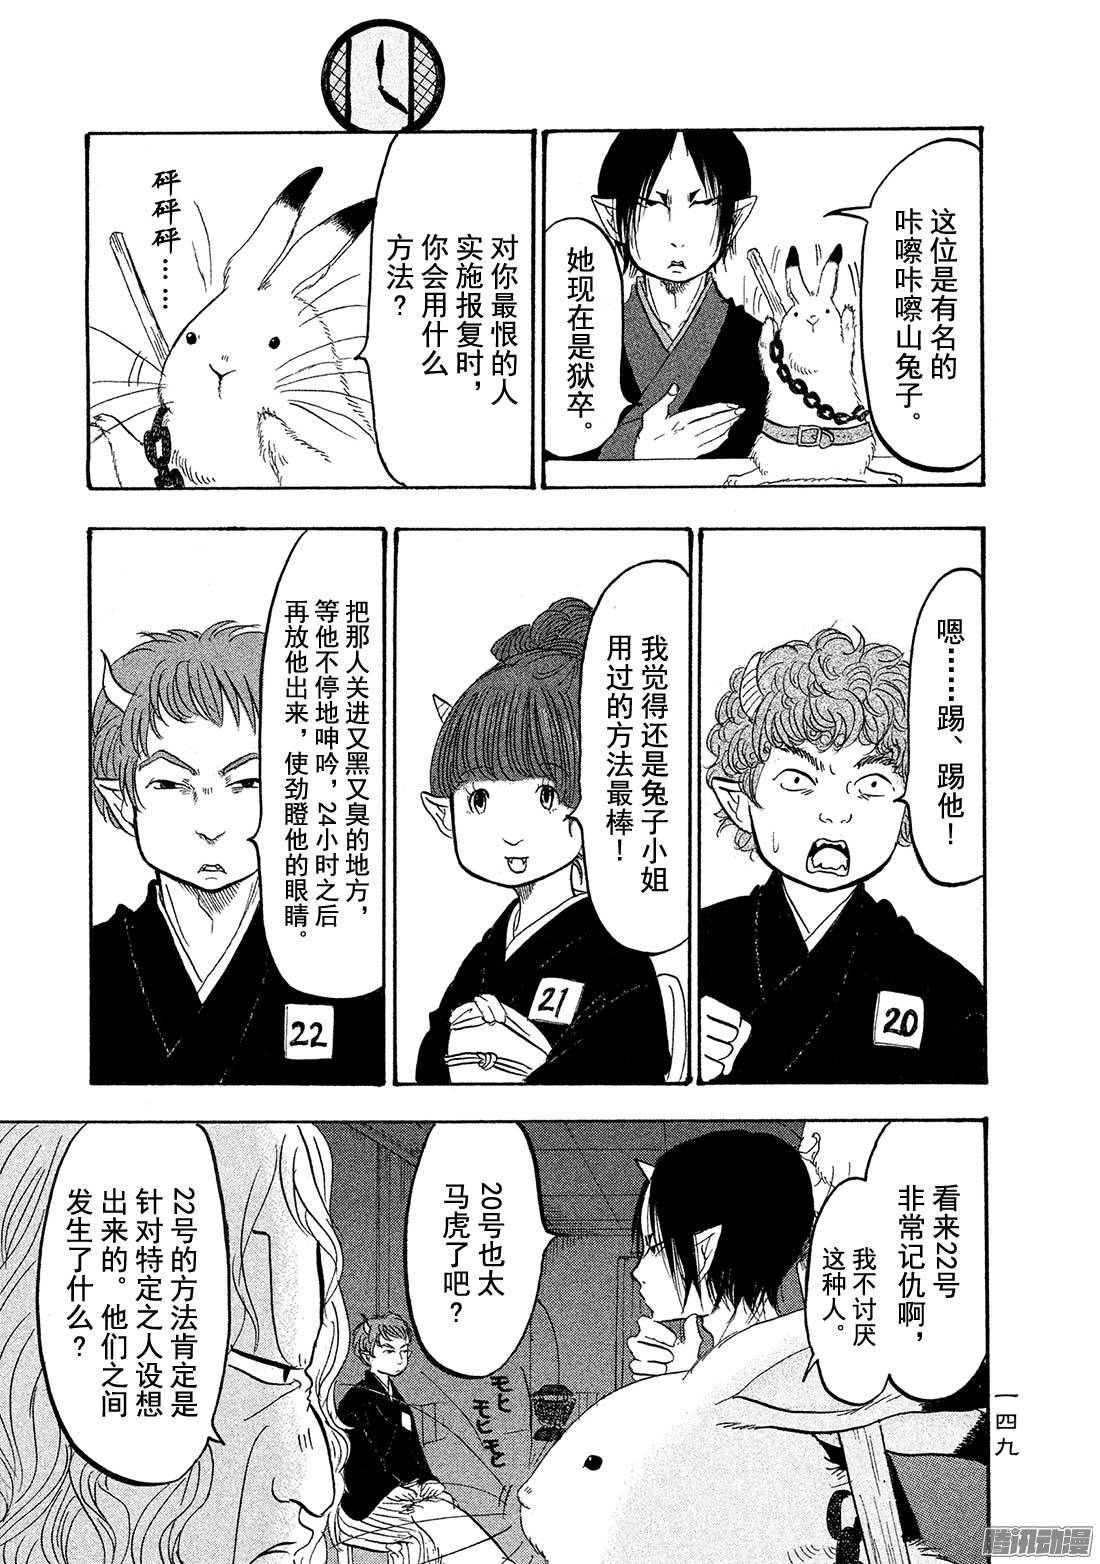 这位是有名的
咔嚓咔嚓山兔子。
她现在是狱卒。
对你最恨的人
实施报复时，
你会用什么
方法？
砰砰砰……
嗯……踢、踢他！
20
我觉得还是兔子小姐
用过的方法最棒！
21
把那人关进又黑又臭的地方，
等他不停地呻吟，24小时之后
再放他出来，使劲瞪他的眼睛。
22
看来22号
非常记仇啊，
我不讨厌
这种人。
20号也太
马虎了吧？
モヒ
モヒ
モヒ
22号的方法肯定是
针对特定之人设想
出来的。他们之间
发生了什么？
一四九
腾讯动漫